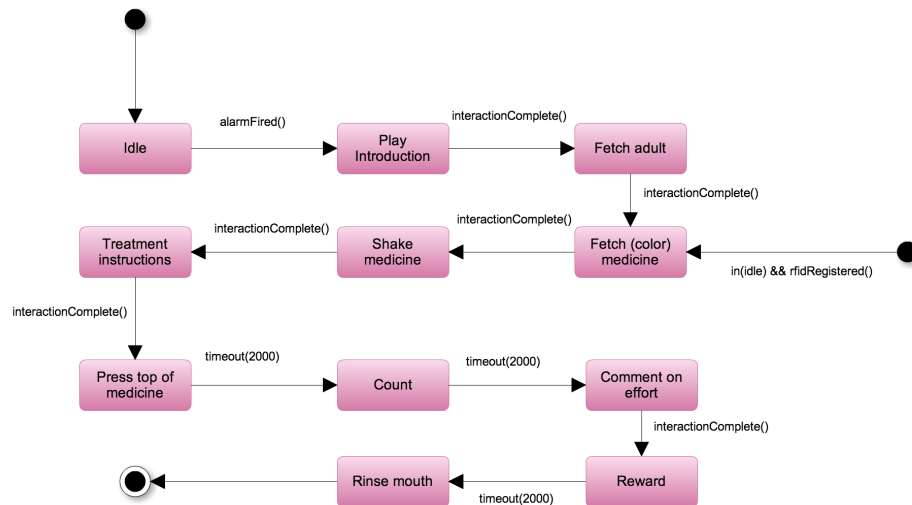 alarmFired()
interactionComplete()
Idle
Play
Introduction
Fetch adult
interactionComplete()
interactionComplete()
interactionComplete()
Treatment
instructions
Shake
medicine
Fetch (color)
medicine
in(idle) && rfidRegistered()
interactionComplete()
timeout(2000)
timeout(2000)
Press top of
medicine
Count
Comment on
effort
interactionComplete()
Rinse mouth
Reward
timeout(2000)